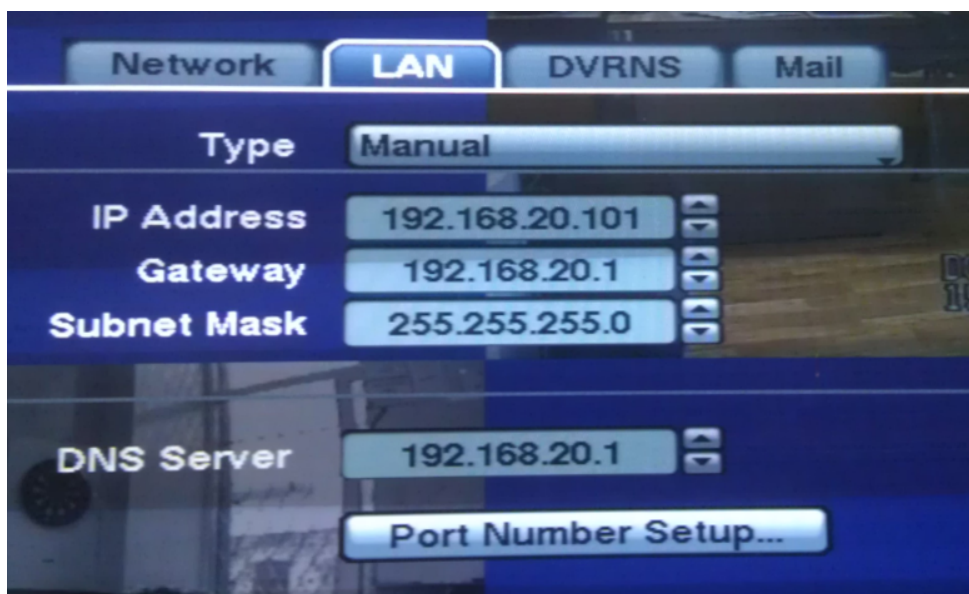 Network LAN DVRNS Mail
Type Manual
IP Address 192.168.20.101
Gateway 192.168.20.1
Subnet Mask 255.255.255.0
DNS Server 192.168.20.1
Port Number Setup...